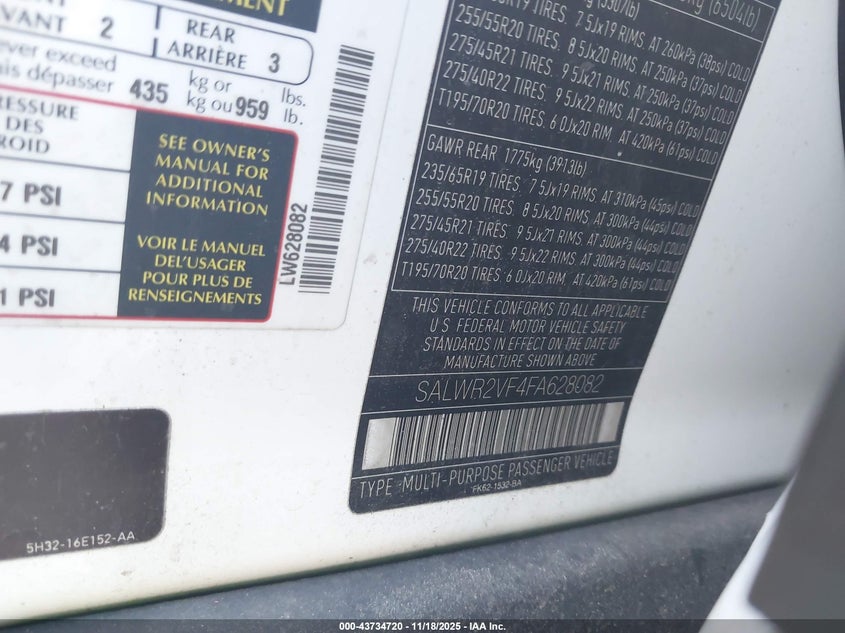 EMENT
VANT 2
REAR
ARRIÈRE 3
ever exceed
ais dépasser 435 kg or
kg ou 959 lbs.
lb.
PRESSURE
DES
ROID
7 PSI
4 PSI
1 PSI
SEE OWNER'S
MANUAL FOR
ADDITIONAL
INFORMATION
VOIR LE MANUEL
DEL'USAGER
POUR PLUS DE
RENSEIGNEMENTS
LW628082
kg (6504lb)
R19 TIRES: 7.5Jx19 RIMS. AT 260kPa (38psi) COLD
255/55R20 TIRES: 8 5Jx20 RIMS. AT 250kPa (37psi) COLD
275/45R21 TIRES: 9 5Jx21 RIMS. AT 250kPa (37psi) COLD
275/40R22 TIRES: 9 5Jx22 RIMS. AT 250kPa (37psi) COLD
T195/70R20 TIRES: 6 0Jx20 RIM. AT 420kPa (61psi) COLD
GAWR REAR 1775kg (3913lb)
235/65R19 TIRES: 7 5Jx19 RIMS. AT 310kPa (45psi) COLD
255/55R20 TIRES: 8 5Jx20 RIMS. AT 300kPa (44psi) COLD
275/45R21 TIRES: 9 5Jx21 RIMS. AT 300kPa (44psi) COLD
275/40R22 TIRES: 9 5Jx22 RIMS. AT 300kPa (44psi) COLD
T195/70R20 TIRES: 6 0Jx20 RIM. AT 420kPa (61psi) COLD
THIS VEHICLE CONFORMS TO ALL APPLICABLE
U S FEDERAL MOTOR VEHICLE SAFETY
STANDARDS IN EFFECT ON THE DATE OF
MANUFACTURE SHOWN ABOVE
SALWR2VF4FA628082
TYPE MULTI-PURPOSE PASSENGER VEHICLE
FK62-1532-BA
5H32-16E152-AA
000-43734720 - 11/18/2025 - IAA Inc.